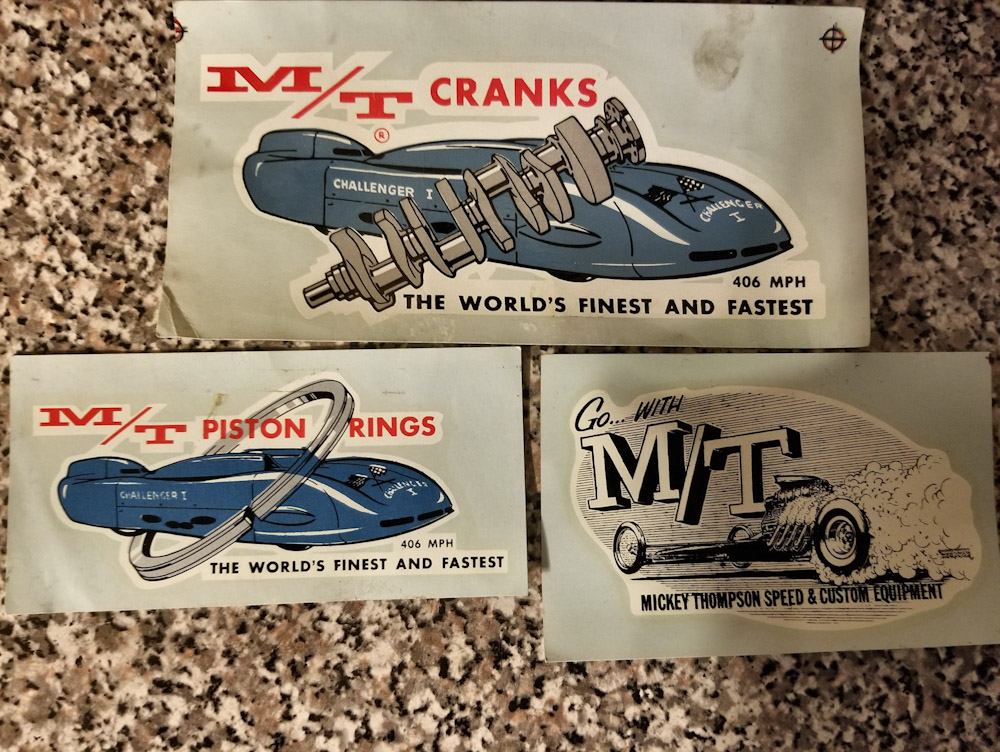 M/T CRANKS
®
CHALLENGER I
CHALLENGER
I
406 MPH
THE WORLD'S FINEST AND FASTEST
M/T PISTON RINGS
CHALLENGER I
CHALLENGER
I
406 MPH
THE WORLD'S FINEST AND FASTEST
Go... WITH
M/T
MICKEY THOMPSON SPEED & CUSTOM EQUIPMENT